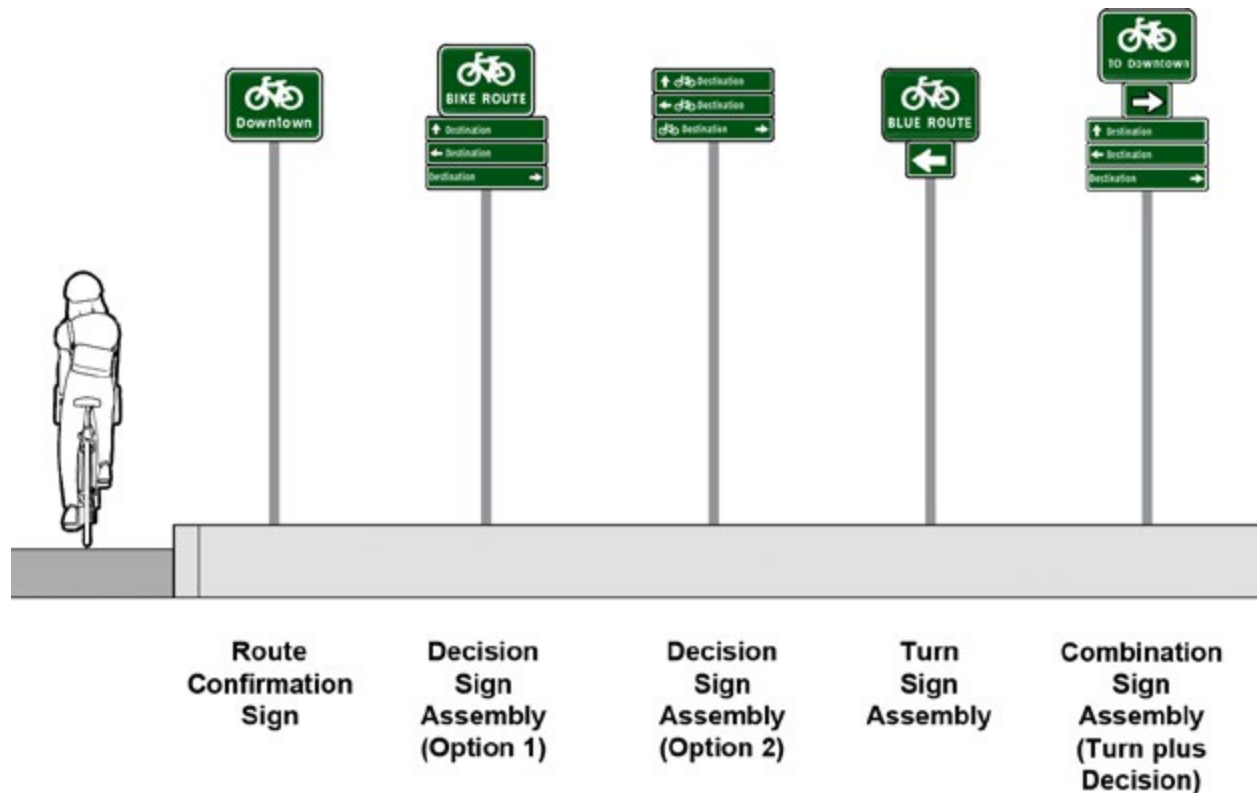 Downtown
BIKE ROUTE
Destination
Destination
Destination
Destination
Destination
Destination
BLUE ROUTE
TO Downtown
Destination
Destination
Destination
Route
Confirmation
Sign
Decision
Sign
Assembly
(Option 1)
Decision
Sign
Assembly
(Option 2)
Turn
Sign
Assembly
Combination
Sign
Assembly
(Turn plus
Decision)